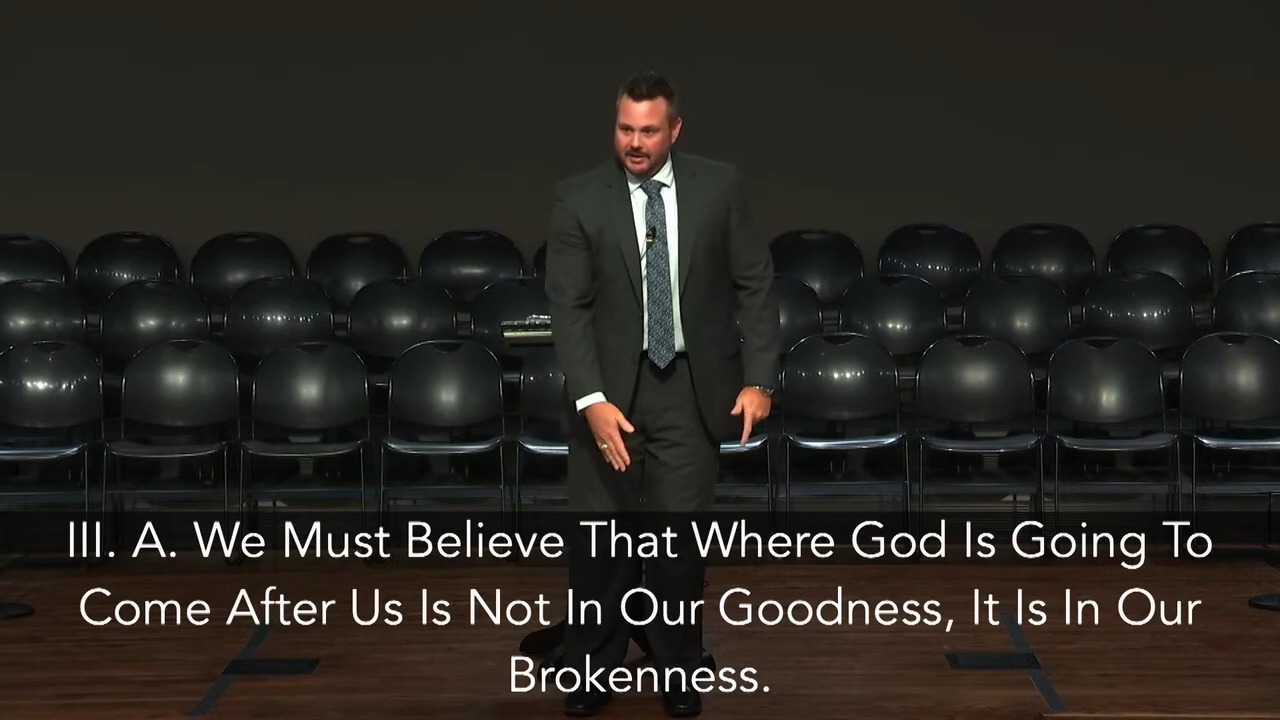 III. A. We Must Believe That Where God Is Going To
Come After Us Is Not In Our Goodness, It Is In Our
Brokenness.